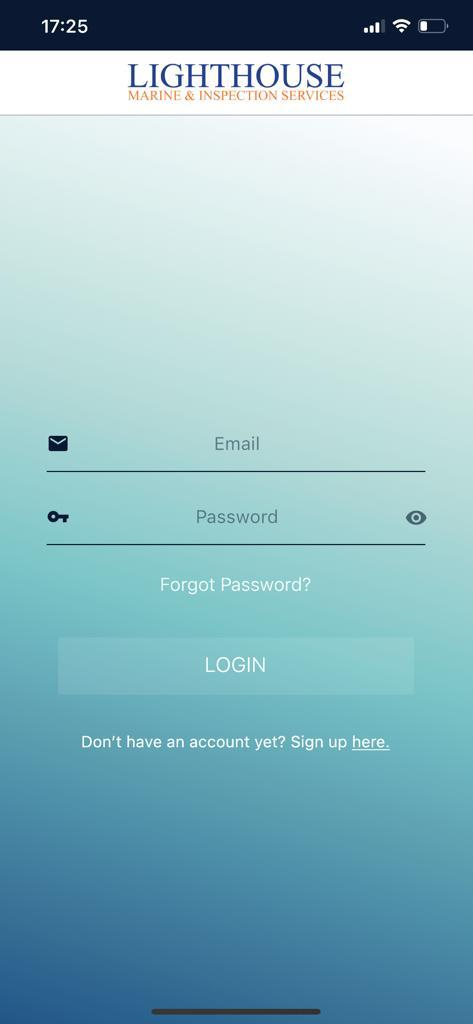 17:25
LIGHTHOUSE
MARINE & INSPECTION SERVICES
Email
Password
Forgot Password?
LOGIN
Don’t have an account yet? Sign up here.